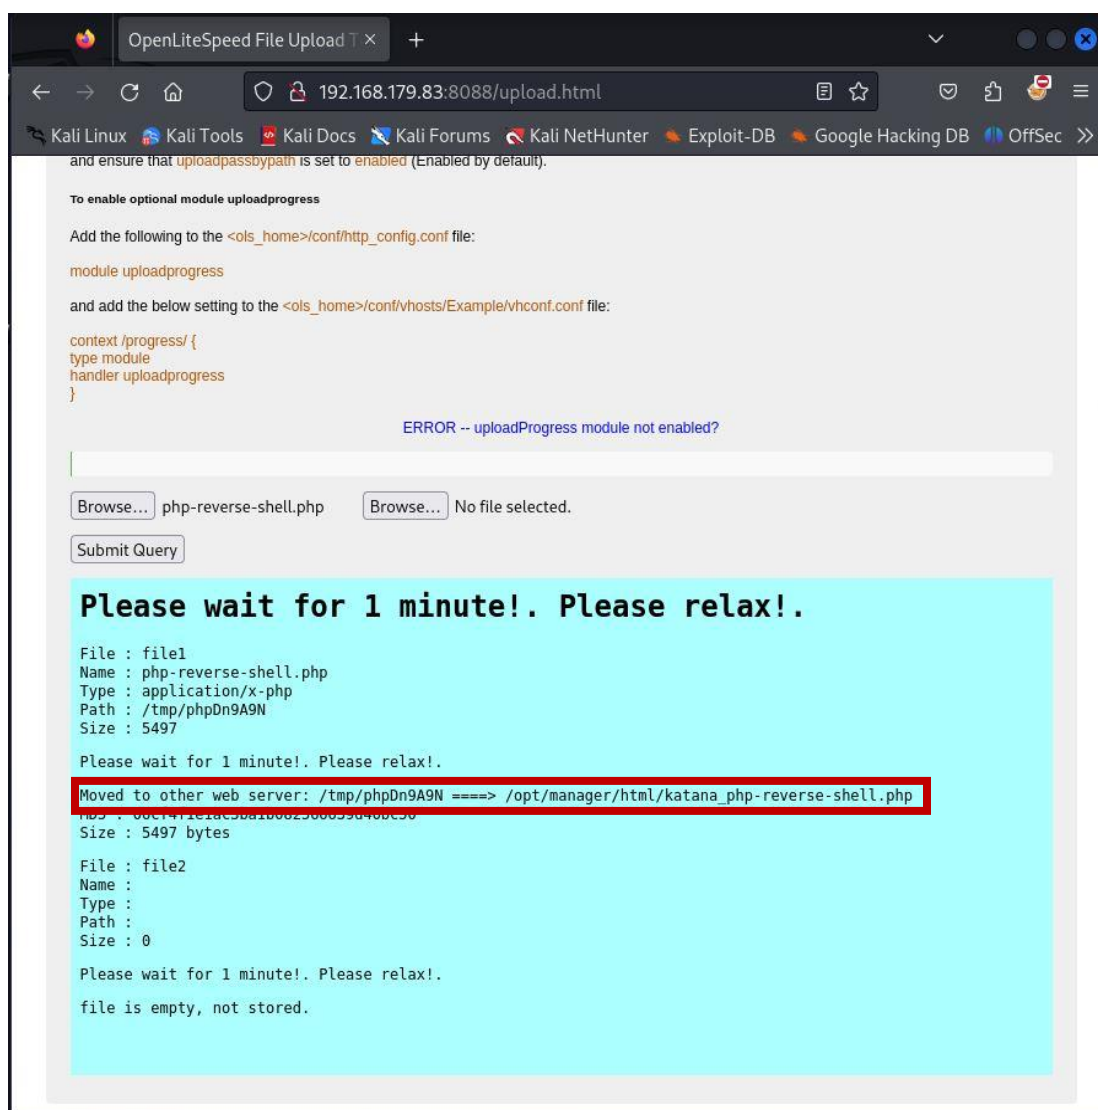 OpenLiteSpeed File Upload T
192.168.179.83:8088/upload.html
Kali Linux Kali Tools Kali Docs Kali Forums Kali NetHunter Exploit-DB Google Hacking DB OffSec
and ensure that uploadpassbypath is set to enabled (Enabled by default).
To enable optional module uploadprogress
Add the following to the <ols_home>/conf/http_config.conf file:
module uploadprogress
and add the below setting to the <ols_home>/conf/vhosts/Example/vhconf.conf file:
context /progress/ {
type module
handler uploadprogress
}
ERROR -- uploadProgress module not enabled?
Browse... php-reverse-shell.php Browse... No file selected.
Submit Query
Please wait for 1 minute!. Please relax!.
File : file1
Name : php-reverse-shell.php
Type : application/x-php
Path : /tmp/phpDn9A9N
Size : 5497
Please wait for 1 minute!. Please relax!.
Moved to other web server: /tmp/phpDn9A9N ====> /opt/manager/html/katana_php-reverse-shell.php
MD5 :
Size : 5497 bytes
File : file2
Name :
Type :
Path :
Size : 0
Please wait for 1 minute!. Please relax!.
file is empty, not stored.